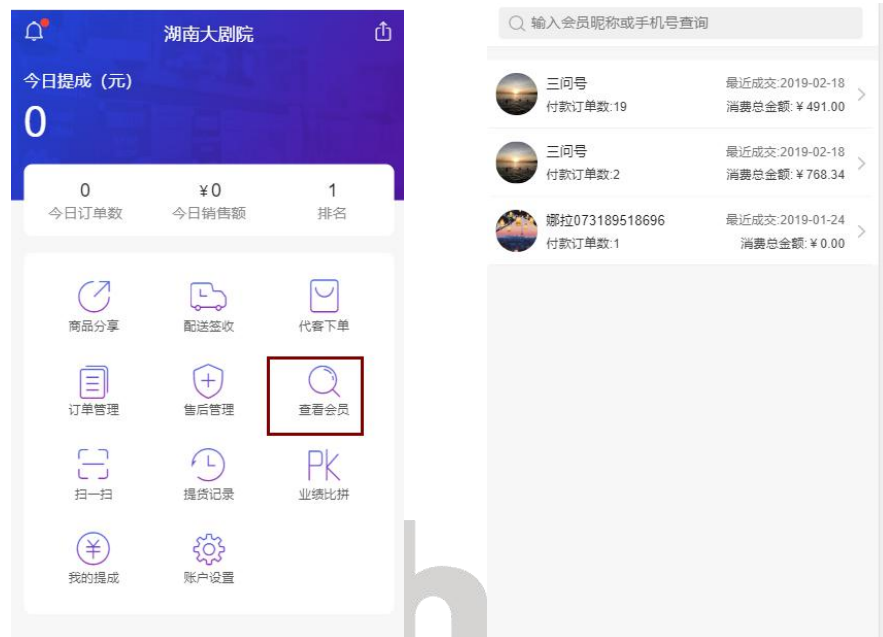 湖南大剧院
今日提成（元）
0
0 ¥0 1
今日订单数 今日销售额 排名
商品分享 配送签收 代客下单
订单管理 售后管理 查看会员
PK
扫一扫 提货记录 业绩比拼
我的提成 账户设置
输入会员昵称或手机号查询
三问号 最近成交:2019-02-18
付款订单数:19 消费总金额:¥491.00
三问号 最近成交:2019-02-18
付款订单数:2 消费总金额:¥768.34
娜拉073189518696 最近成交:2019-01-24
付款订单数:1 消费总金额:¥0.00
h